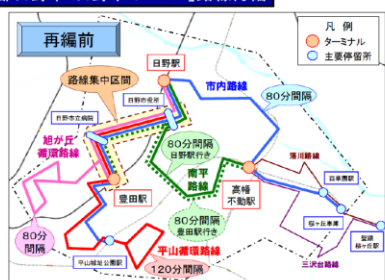 再編前
凡 例
ターミナル
主要停留所
日野駅
路線集中区間
市内路線
80分間隔
日野市役所
日野市立病院
旭が丘
循環路線
80分間隔
日野駅行き
南平
路線
高幡
不動駅
豊田駅
80分間隔
豊田駅行き
80分
間隔
平山城址公園駅
平山循環路線
120分間隔
落川路線
百草園駅
桜ヶ丘車庫
聖蹟
桜ヶ丘駅
三沢台路線